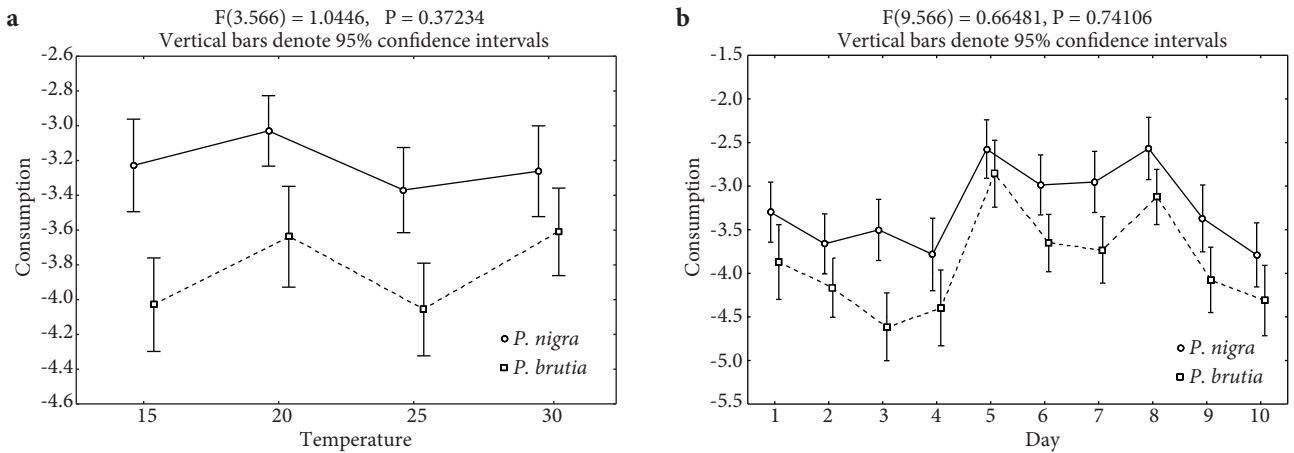 a
F(3.566) = 1.0446, P = 0.37234
Vertical bars denote 95% confidence intervals
-2.6
-2.8
-3.0
-3.2
-3.4
-3.6
-3.8
-4.0
-4.2
-4.4
-4.6
Consumption
P. nigra
P. brutia
15 20 25 30
Temperature
b
F(9.566) = 0.66481, P = 0.74106
Vertical bars denote 95% confidence intervals
-1.5
-2.0
-2.5
-3.0
-3.5
-4.0
-4.5
-5.0
-5.5
Consumption
P. nigra
P. brutia
1 2 3 4 5 6 7 8 9 10
Day